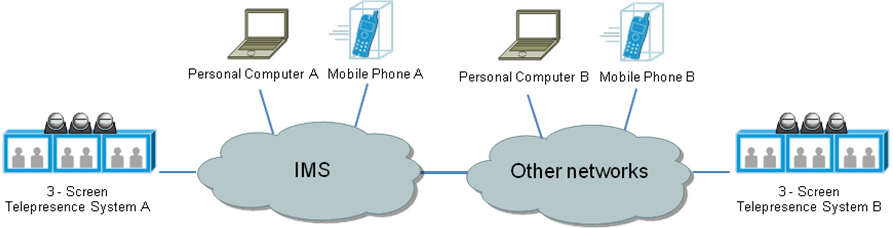 Personal Computer A
Mobile Phone A
Personal Computer B
Mobile Phone B
IMS
Other networks
3 - Screen
Telepresence System A
3 - Screen
Telepresence System B